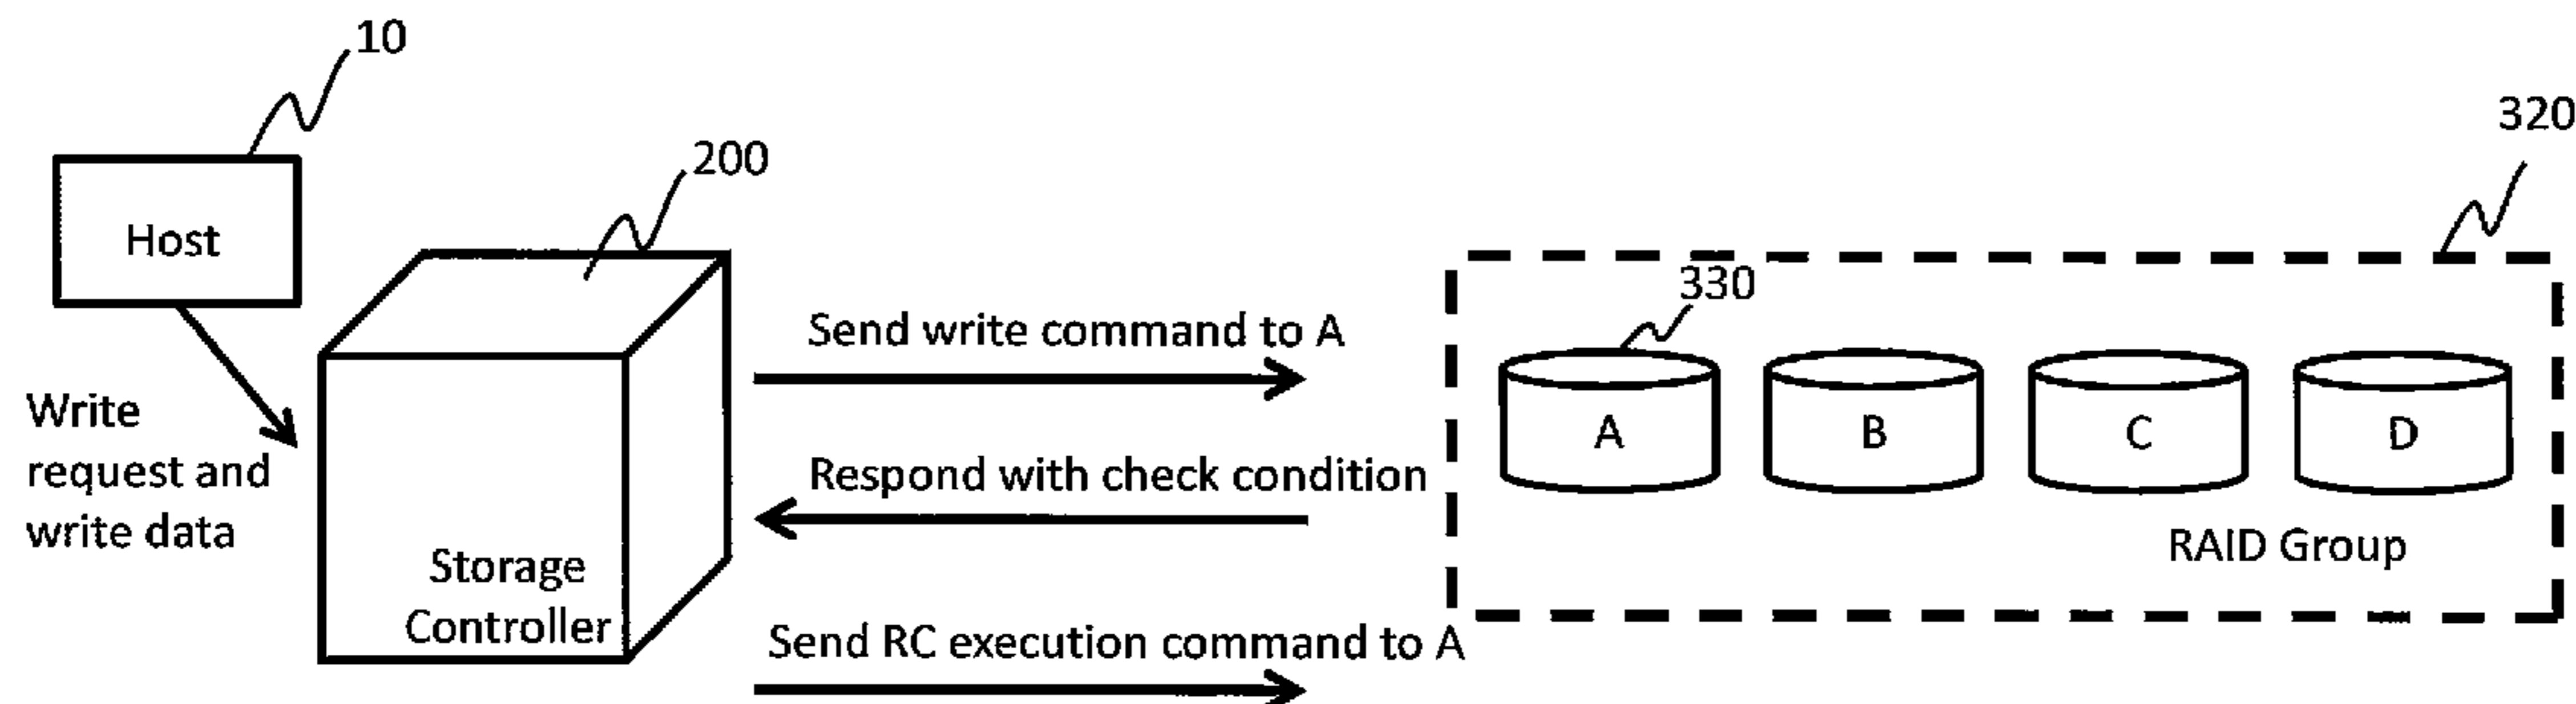 10
Host
200
Write
request and
write data
Storage
Controller
Send write command to A
Respond with check condition
Send RC execution command to A
320
330
A
B
C
D
RAID Group